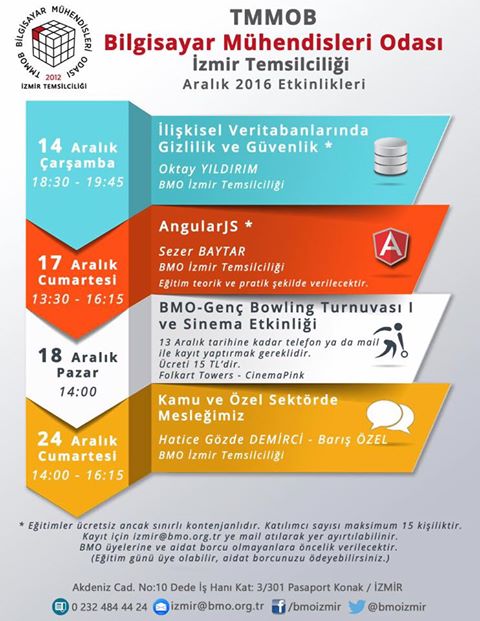 TMMOB BİLGİSAYAR MÜHENDİSLERİ ODASI
2012
İZMİR TEMSİLCİLİĞİ
TMMOB
Bilgisayar Mühendisleri Odası
İzmir Temsilciliği
Aralık 2016 Etkinlikleri
14 Aralık
Çarşamba
18:30 - 19:45
İlişkisel Veritabanlarında
Gizlilik ve Güvenlik *
Oktay YILDIRIM
BMO İzmir Temsilciliği
17 Aralık
Cumartesi
13:30 - 16:15
AngularJS *
Sezer BAYTAR
BMO İzmir Temsilciliği
Eğitim teorik ve pratik şekilde verilecektir.
A
18 Aralık
Pazar
14:00
BMO-Genç Bowling Turnuvası I
ve Sinema Etkinliği
13 Aralık tarihine kadar telefon ya da mail
ile kayıt yaptırmak gereklidir.
Ücreti 15 TL'dir.
Folkart Towers - CinemaPink
24 Aralık
Cumartesi
14:00 - 16:15
Kamu ve Özel Sektörde
Mesleğimiz
Hatice Gözde DEMİRCİ - Barış ÖZEL
BMO İzmir Temsilciliği
* Eğitimler ücretsiz ancak sınırlı kontenjanlıdır. Katılımcı sayısı maksimum 15 kişiliktir.
Kayıt için izmir@bmo.org.tr ye mail atılarak yer ayırtılabilinir.
BMO üyelerine ve aidat borcu olmayanlara öncelik verilecektir.
(Eğitim günü üye olabilir, aidat borcunuzu ödeyebilirsiniz.)
Akdeniz Cad. No:10 Dede İş Hanı Kat: 3/301 Pasaport Konak / İZMİR
0 232 484 44 24 izmir@bmo.org.tr f /bmoizmir @bmoizmir